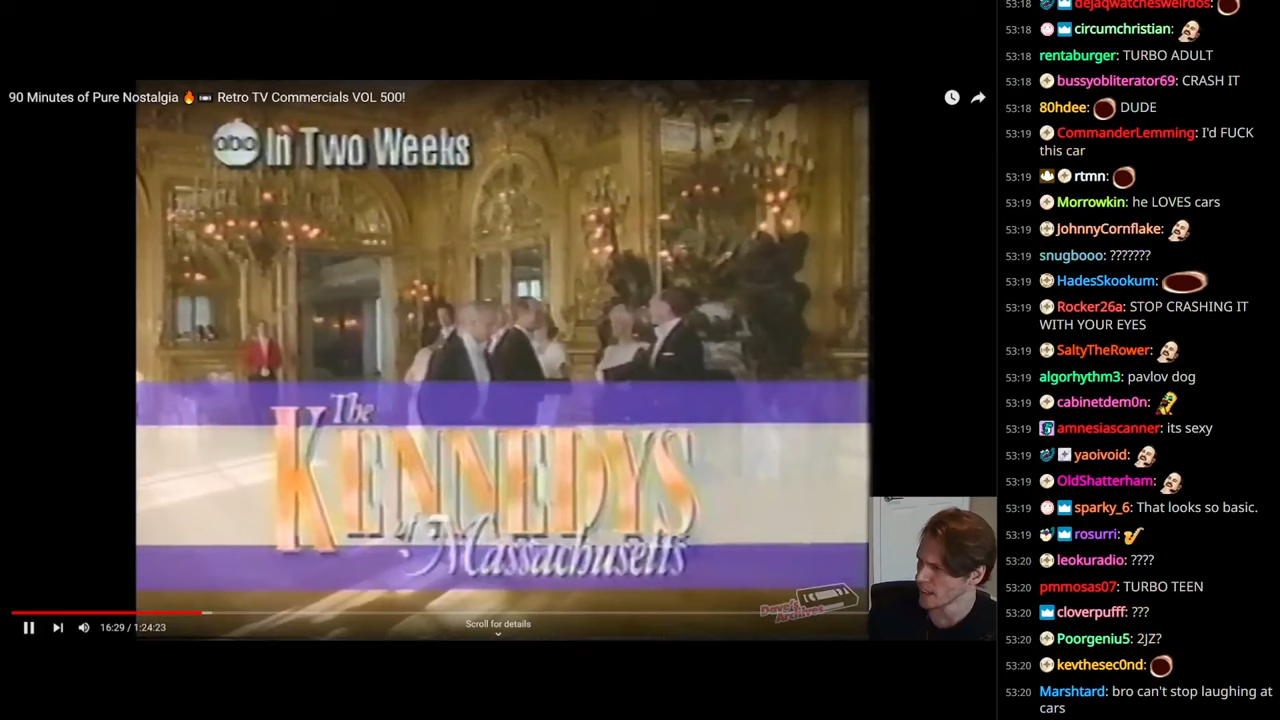 90 Minutes of Pure Nostalgia 🔥📼 Retro TV Commercials VOL 500!
abc In Two Weeks
The
KENNEDYS
of Massachusetts
Dave's Archives
16:29 / 1:24:23
Scroll for details
53:18 dejaqwatchesweirdos:
53:18 circumchristian:
53:18 rentaburger: TURBO ADULT
53:18 bussyobliterator69: CRASH IT
53:18 80hdee: DUDE
53:19 CommanderLemming: I'd FUCK
this car
53:19 rtmn:
53:19 Morrowkin: he LOVES cars
53:19 JohnnyCornflake:
53:19 snugbooo: ???????
53:19 HadesSkookum:
53:19 Rocker26a: STOP CRASHING IT
WITH YOUR EYES
53:19 SaltyTheRower:
53:19 algorhythm3: pavlov dog
53:19 cabinetdem0n:
53:19 amnesiascanner: its sexy
53:19 yaoivoid:
53:19 OldShatterham:
53:19 sparky_6: That looks so basic.
53:19 rosurri:
53:20 leokuradio: ????
53:20 pmmosas07: TURBO TEEN
53:20 cloverpufff: ???
53:20 Poorgeniu5: 2JZ?
53:20 kevthesec0nd:
53:20 Marshtard: bro can't stop laughing at
cars